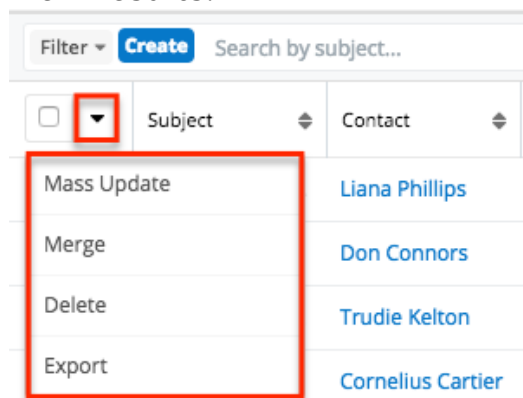 Filter Create Search by subject...
Subject Contact
Mass Update Liana Phillips
Merge Don Connors
Delete Trudie Kelton
Export Cornelius Cartier